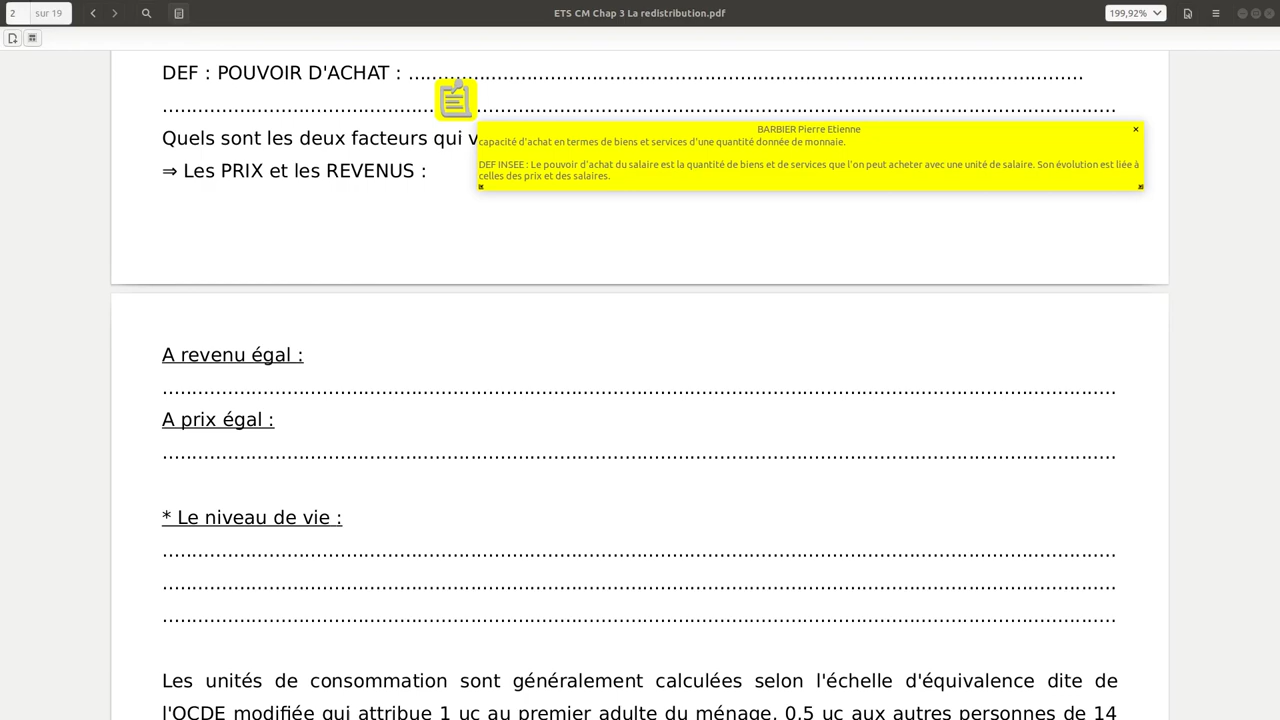 2 sur 19 ETS CM Chap 3 La redistribution.pdf 199,92%
DEF : POUVOIR D'ACHAT : ................................................................................................................
................................................................................................................................
Quels sont les deux facteurs qui v
⇒ Les PRIX et les REVENUS :
BARBIER Pierre Etienne
capacité d'achat en termes de biens et services d'une quantité donnée de monnaie.
DEF INSEE : Le pouvoir d'achat du salaire est la quantité de biens et de services que l'on peut acheter avec une unité de salaire. Son évolution est liée à
celles des prix et des salaires.
A revenu égal :
................................................................................................................................
A prix égal :
................................................................................................................................
* Le niveau de vie :
................................................................................................................................
................................................................................................................................
................................................................................................................................
Les unités de consommation sont généralement calculées selon l'échelle d'équivalence dite de
l'OCDE modifiée qui attribue 1 uc au premier adulte du ménage, 0,5 uc aux autres personnes de 14